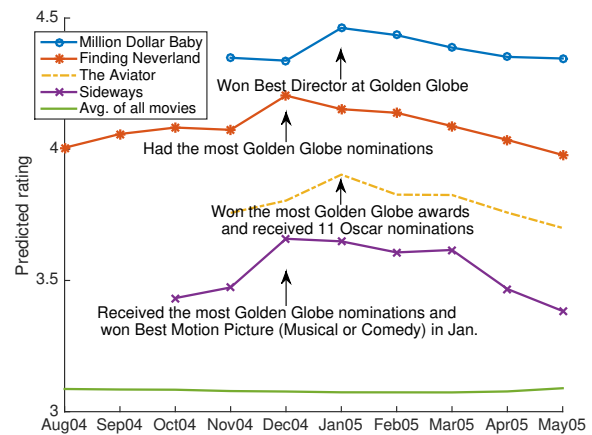 4.5
Million Dollar Baby
Finding Neverland
The Aviator
Sideways
Avg. of all movies
Won Best Director at Golden Globe
4
Had the most Golden Globe nominations
Predicted rating
Won the most Golden Globe awards
and received 11 Oscar nominations
3.5
Received the most Golden Globe nominations and
won Best Motion Picture (Musical or Comedy) in Jan.
3
Aug04 Sep04 Oct04 Nov04 Dec04 Jan05 Feb05 Mar05 Apr05 May05